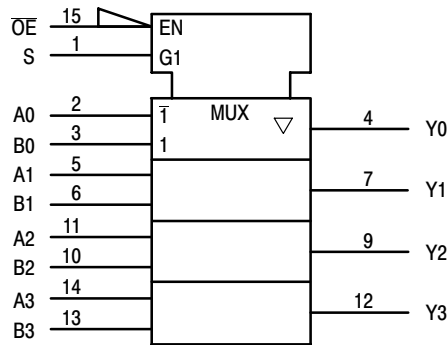 O̅E̅ 15 EN
S 1 G1
A0 2 1̅ MUX 4 Y0
B0 3 1
A1 5 7 Y1
B1 6
A2 11 9 Y2
B2 10
A3 14 12 Y3
B3 13